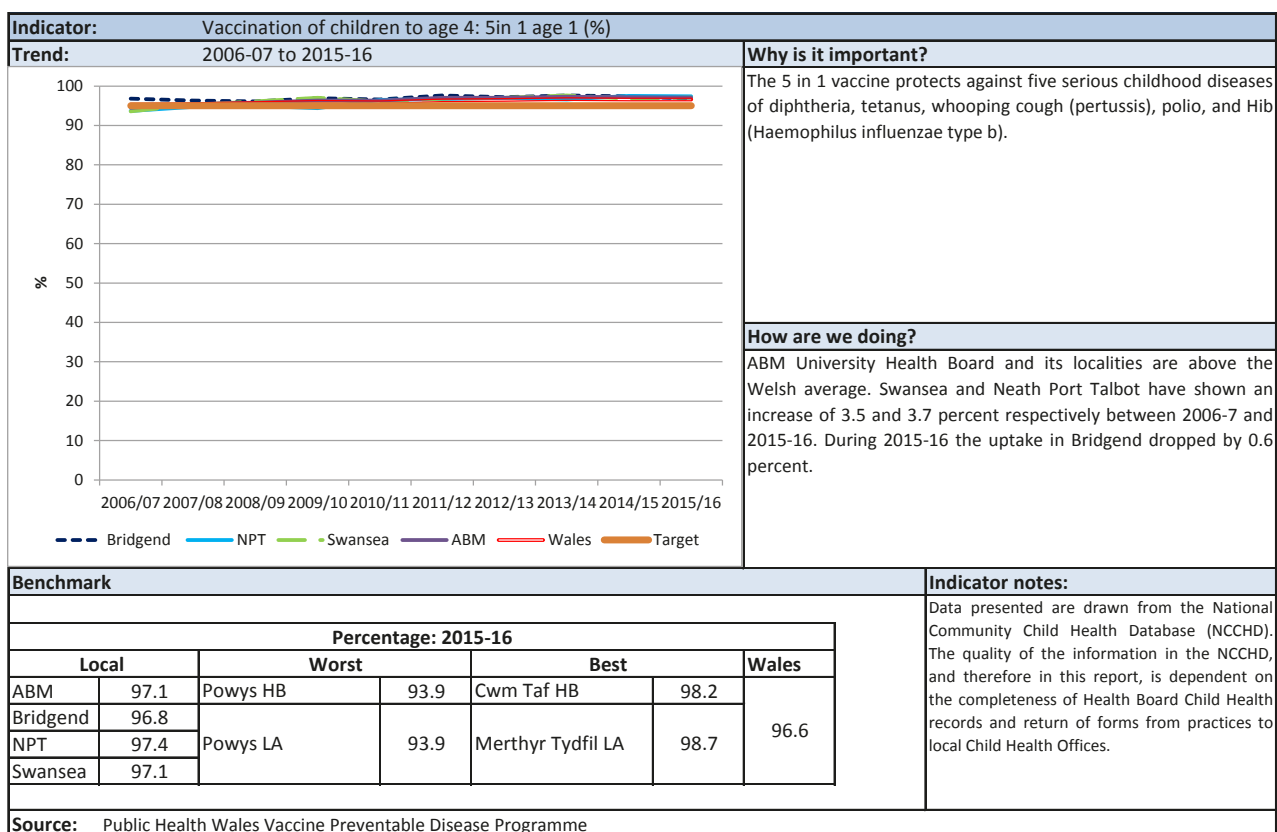 Indicator: Vaccination of children to age 4: 5in 1 age 1 (%)
Trend: 2006-07 to 2015-16
Why is it important?
The 5 in 1 vaccine protects against five serious childhood diseases
of diphtheria, tetanus, whooping cough (pertussis), polio, and Hib
(Haemophilus influenzae type b).
100
90
80
70
60
50
40
30
20
10
0
%
2006/07 2007/08 2008/09 2009/10 2010/11 2011/12 2012/13 2013/14 2014/15 2015/16
Bridgend NPT Swansea ABM Wales Target
How are we doing?
ABM University Health Board and its localities are above the
Welsh average. Swansea and Neath Port Talbot have shown an
increase of 3.5 and 3.7 percent respectively between 2006-7 and
2015-16. During 2015-16 the uptake in Bridgend dropped by 0.6
percent.
Benchmark
Percentage: 2015-16
Local Worst Best Wales
ABM 97.1 Powys HB 93.9 Cwm Taf HB 98.2
Bridgend 96.8
NPT 97.4 Powys LA 93.9 Merthyr Tydfil LA 98.7 96.6
Swansea 97.1
Indicator notes:
Data presented are drawn from the National
Community Child Health Database (NCCHD).
The quality of the information in the NCCHD,
and therefore in this report, is dependent on
the completeness of Health Board Child Health
records and return of forms from practices to
local Child Health Offices.
Source: Public Health Wales Vaccine Preventable Disease Programme